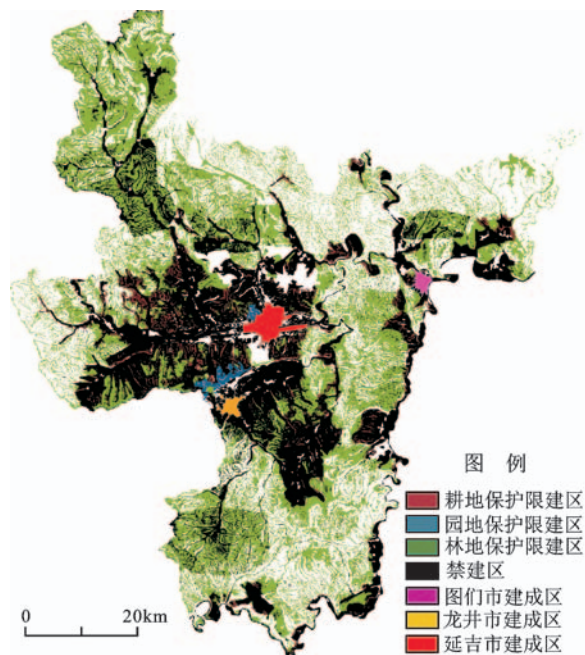 图 例
耕地保护限建区
园地保护限建区
林地保护限建区
禁建区
图们市建成区
龙井市建成区
延吉市建成区
0 20km